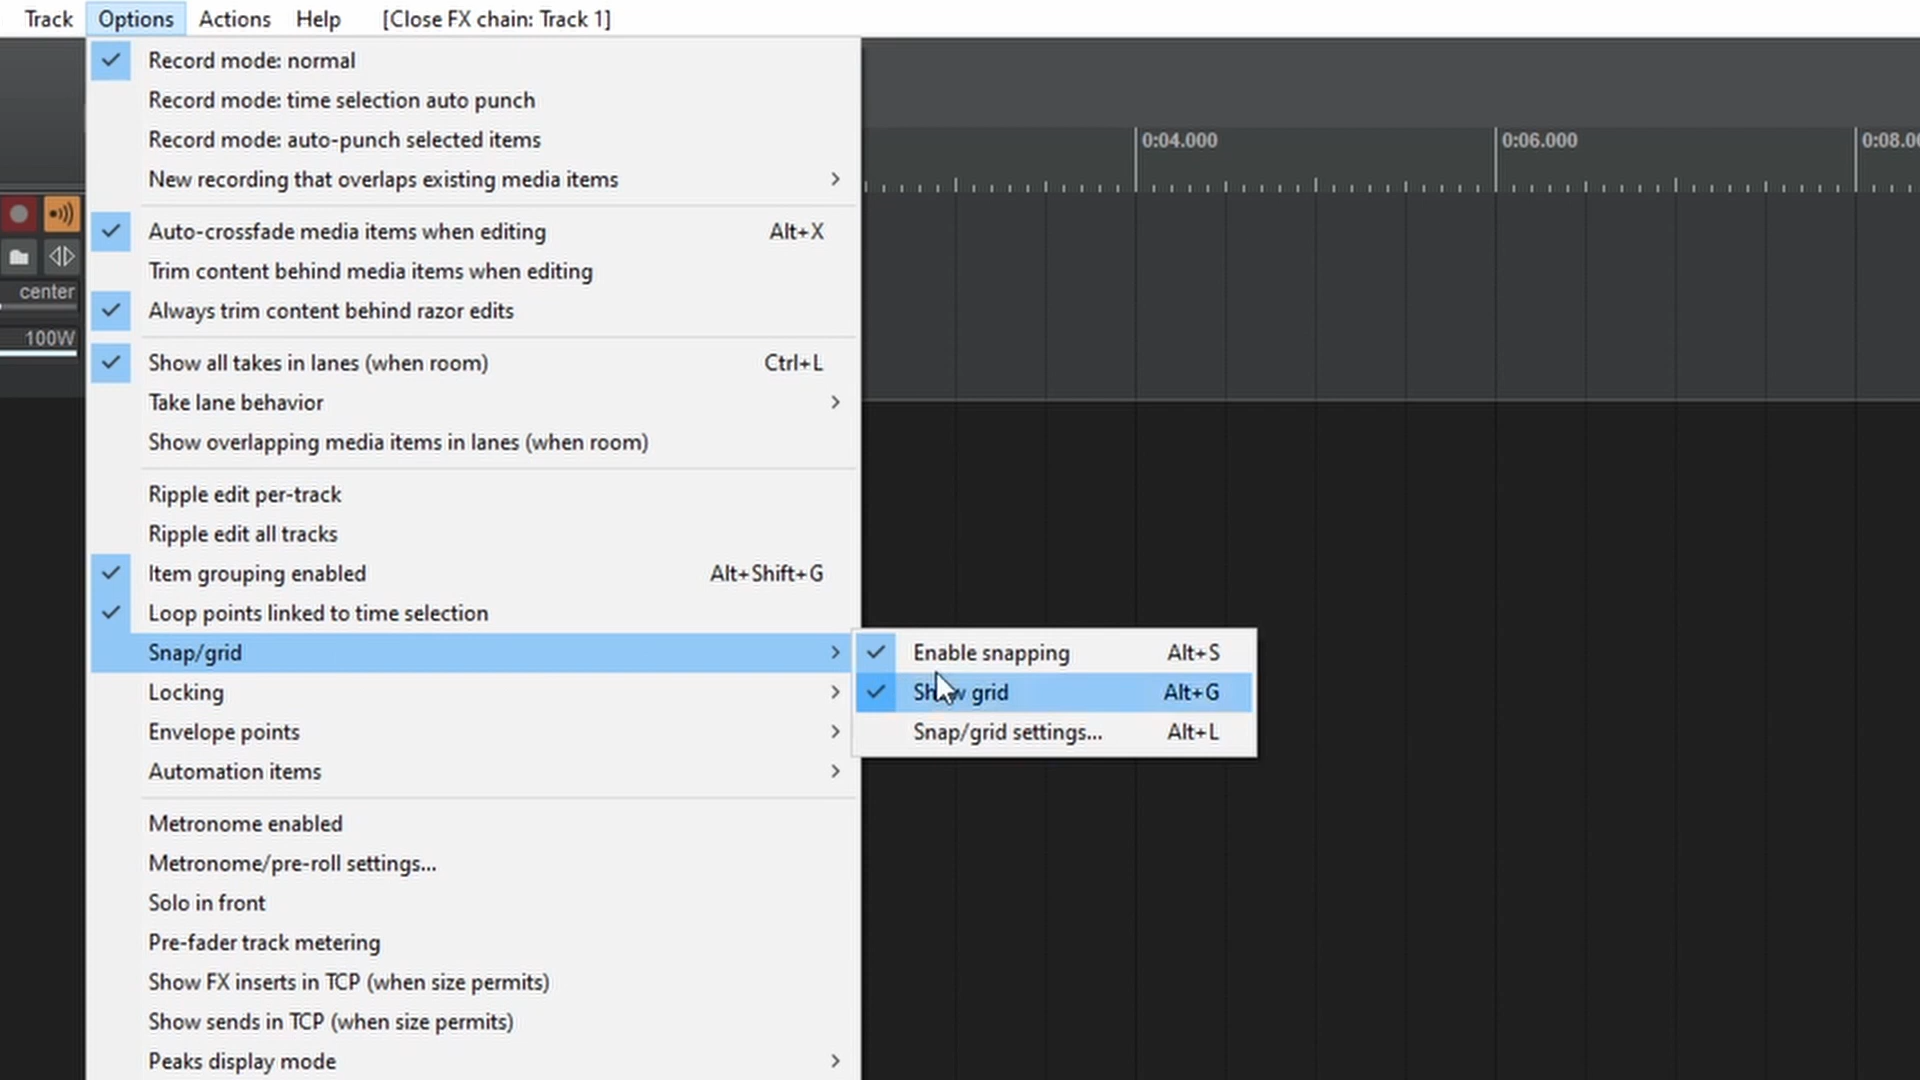 Track Options Actions Help [Close FX chain: Track 1]
Record mode: normal
Record mode: time selection auto punch
Record mode: auto-punch selected items
0:04.000 0:06.000
New recording that overlaps existing media items
Auto-crossfade media items when editing Alt+X
Trim content behind media items when editing
center
Always trim content behind razor edits
100W
Show all takes in lanes (when room) Ctrl+L
Take lane behavior
Show overlapping media items in lanes (when room)
Ripple edit per-track
Ripple edit all tracks
Item grouping enabled Alt+Shift+G
Loop points linked to time selection
Snap/grid
Enable snapping Alt+S
Locking
Show grid Alt+G
Envelope points
Snap/grid settings... Alt+L
Automation items
Metronome enabled
Metronome/pre-roll settings...
Solo in front
Pre-fader track metering
Show FX inserts in TCP (when size permits)
Show sends in TCP (when size permits)
Peaks display mode